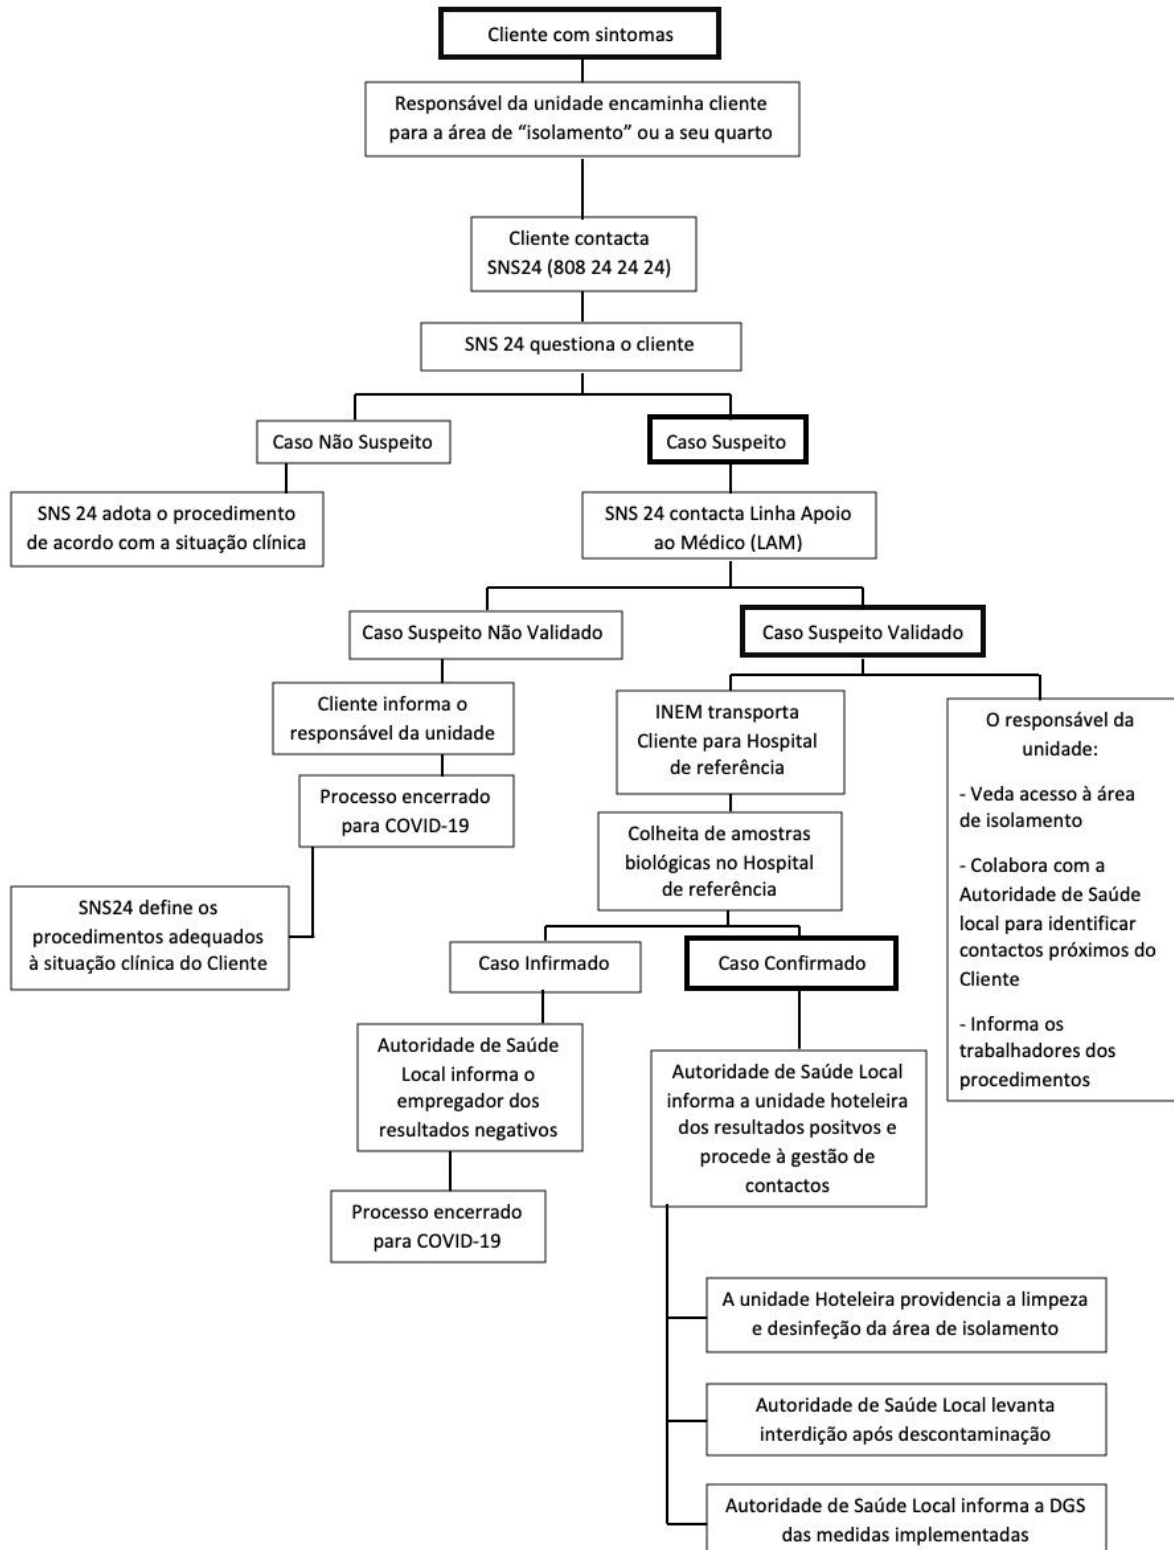 Cliente com sintomas
Responsável da unidade encaminha cliente
para a área de “isolamento” ou a seu quarto
Cliente contacta
SNS24 (808 24 24 24)
SNS 24 questiona o cliente
Caso Não Suspeito
Caso Suspeito
SNS 24 adota o procedimento
de acordo com a situação clínica
SNS 24 contacta Linha Apoio
ao Médico (LAM)
Caso Suspeito Não Validado
Caso Suspeito Validado
Cliente informa o
responsável da unidade
Processo encerrado
para COVID-19
SNS24 define os
procedimentos adequados
à situação clínica do Cliente
INEM transporta
Cliente para Hospital
de referência
Colheita de amostras
biológicas no Hospital
de referência
O responsável da
unidade:
- Veda acesso à área
de isolamento
- Colabora com a
Autoridade de Saúde
local para identificar
contactos próximos do
Cliente
- Informa os
trabalhadores dos
procedimentos
Caso Infirmado
Caso Confirmado
Autoridade de Saúde
Local informa o
empregador dos
resultados negativos
Processo encerrado
para COVID-19
Autoridade de Saúde Local
informa a unidade hoteleira
dos resultados positvos e
procede à gestão de
contactos
A unidade Hoteleira providencia a limpeza
e desinfeção da área de isolamento
Autoridade de Saúde Local levanta
interdição após descontaminação
Autoridade de Saúde Local informa a DGS
das medidas implementadas